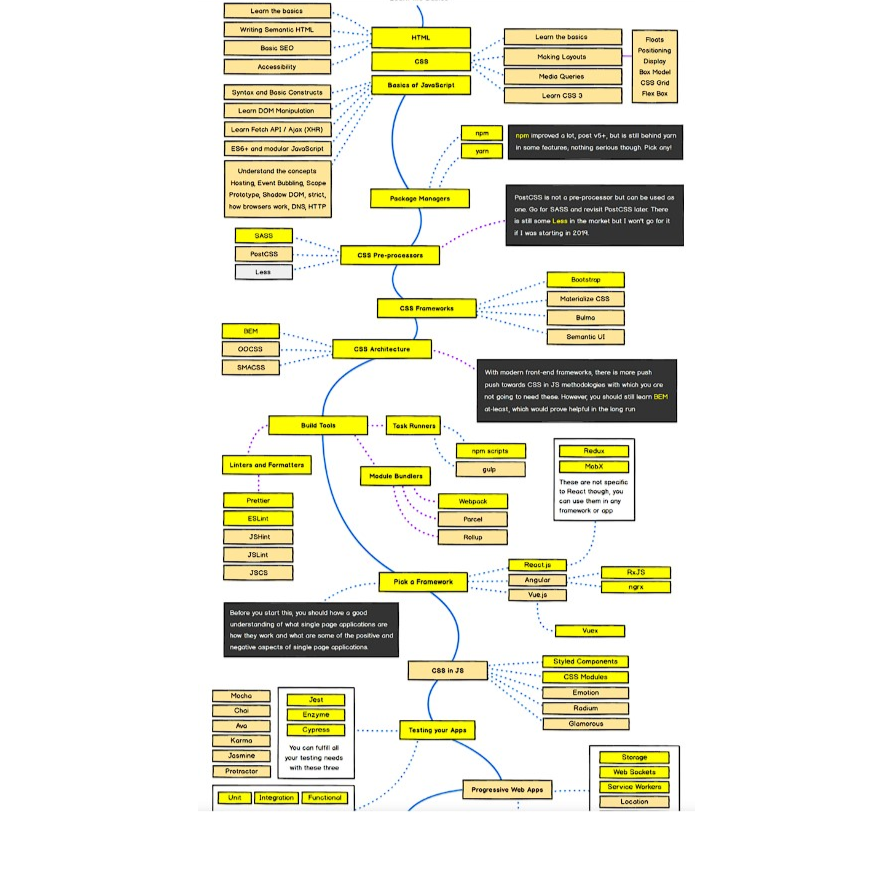 Learn the basics
Writing Semantic HTML
Basic SEO
Accessibility
HTML
CSS
Basics of JavaScript
Learn the basics
Making Layouts
Media Queries
Learn CSS 3
Floats
Positioning
Display
Box Model
CSS Grid
Flex Box
Syntax and Basic Constructs
Learn DOM Manipulation
Learn Fetch API / Ajax (XHR)
ES6+ and modular JavaScript
Understand the concepts
Hosting, Event Bubbling, Scope
Prototype, Shadow DOM, strict,
how browsers work, DNS, HTTP
npm
yarn
npm improved a lot, post v5+, but is still behind yarn
in some features, nothing serious though. Pick any!
Package Managers
PostCSS is not a pre-processor but can be used as
one. Go for SASS and revisit PostCSS later. There
is still some Less in the market but I won't go for it
if I was starting in 2019.
SASS
PostCSS
Less
CSS Pre-processors
CSS Frameworks
Bootstrap
Materialize CSS
Bulma
Semantic UI
BEM
OOCSS
SMACSS
CSS Architecture
With modern front-end frameworks, there is more push
push towards CSS in JS methodologies with which you are
not going to need these. However, you should still learn BEM
at-least, which would prove helpful in the long run
Build Tools
Task Runners
npm scripts
gulp
Linters and Formatters
Module Bundlers
Prettier
ESLint
JSHint
JSLint
JSCS
Webpack
Parcel
Rollup
Redux
MobX
These are not specific
to React though, you
can use them in any
framework or app
Pick a Framework
React.js
Angular
Vue.js
RxJS
ngrx
Vuex
Before you start this, you should have a good
understanding of what single page applications are
how they work and what are some of the positive and
negative aspects of single page applications.
CSS in JS
Styled Components
CSS Modules
Emotion
Radium
Glamorous
Mocha
Chai
Ava
Karma
Jasmine
Protractor
Jest
Enzyme
Cypress
You can fulfil all
your testing needs
with these three
Testing your Apps
Unit
Integration
Functional
Progressive Web Apps
Storage
Web Sockets
Service Workers
Location